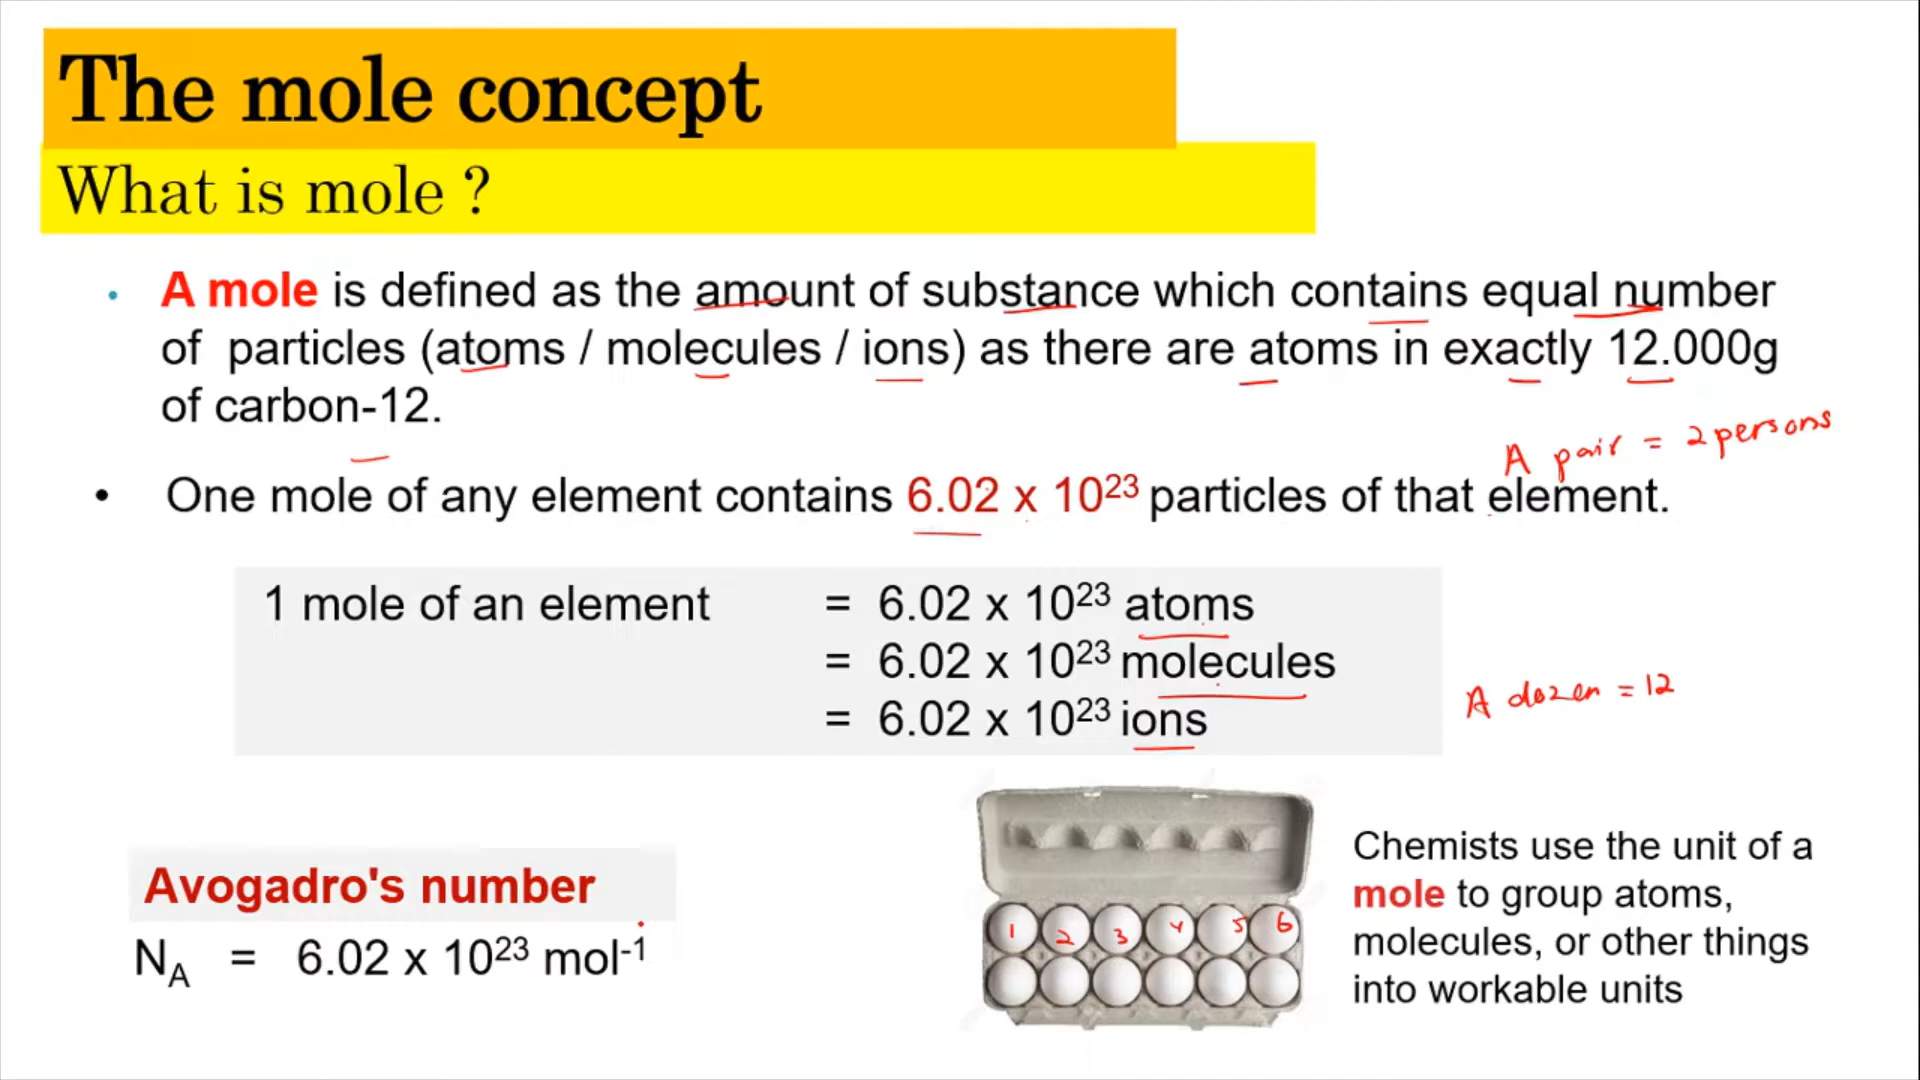 The mole concept
What is mole ?
• A mole is defined as the amount of substance which contains equal number
of particles (atoms / molecules / ions) as there are atoms in exactly 12.000g
of carbon-12.
A pair = 2 persons
• One mole of any element contains 6.02 x 10²³ particles of that element.
1 mole of an element = 6.02 x 10²³ atoms
= 6.02 x 10²³ molecules
= 6.02 x 10²³ ions
A dozen = 12
Avogadro's number
N_A = 6.02 x 10²³ mol⁻¹
1 2 3 4 5 6
Chemists use the unit of a
mole to group atoms,
molecules, or other things
into workable units